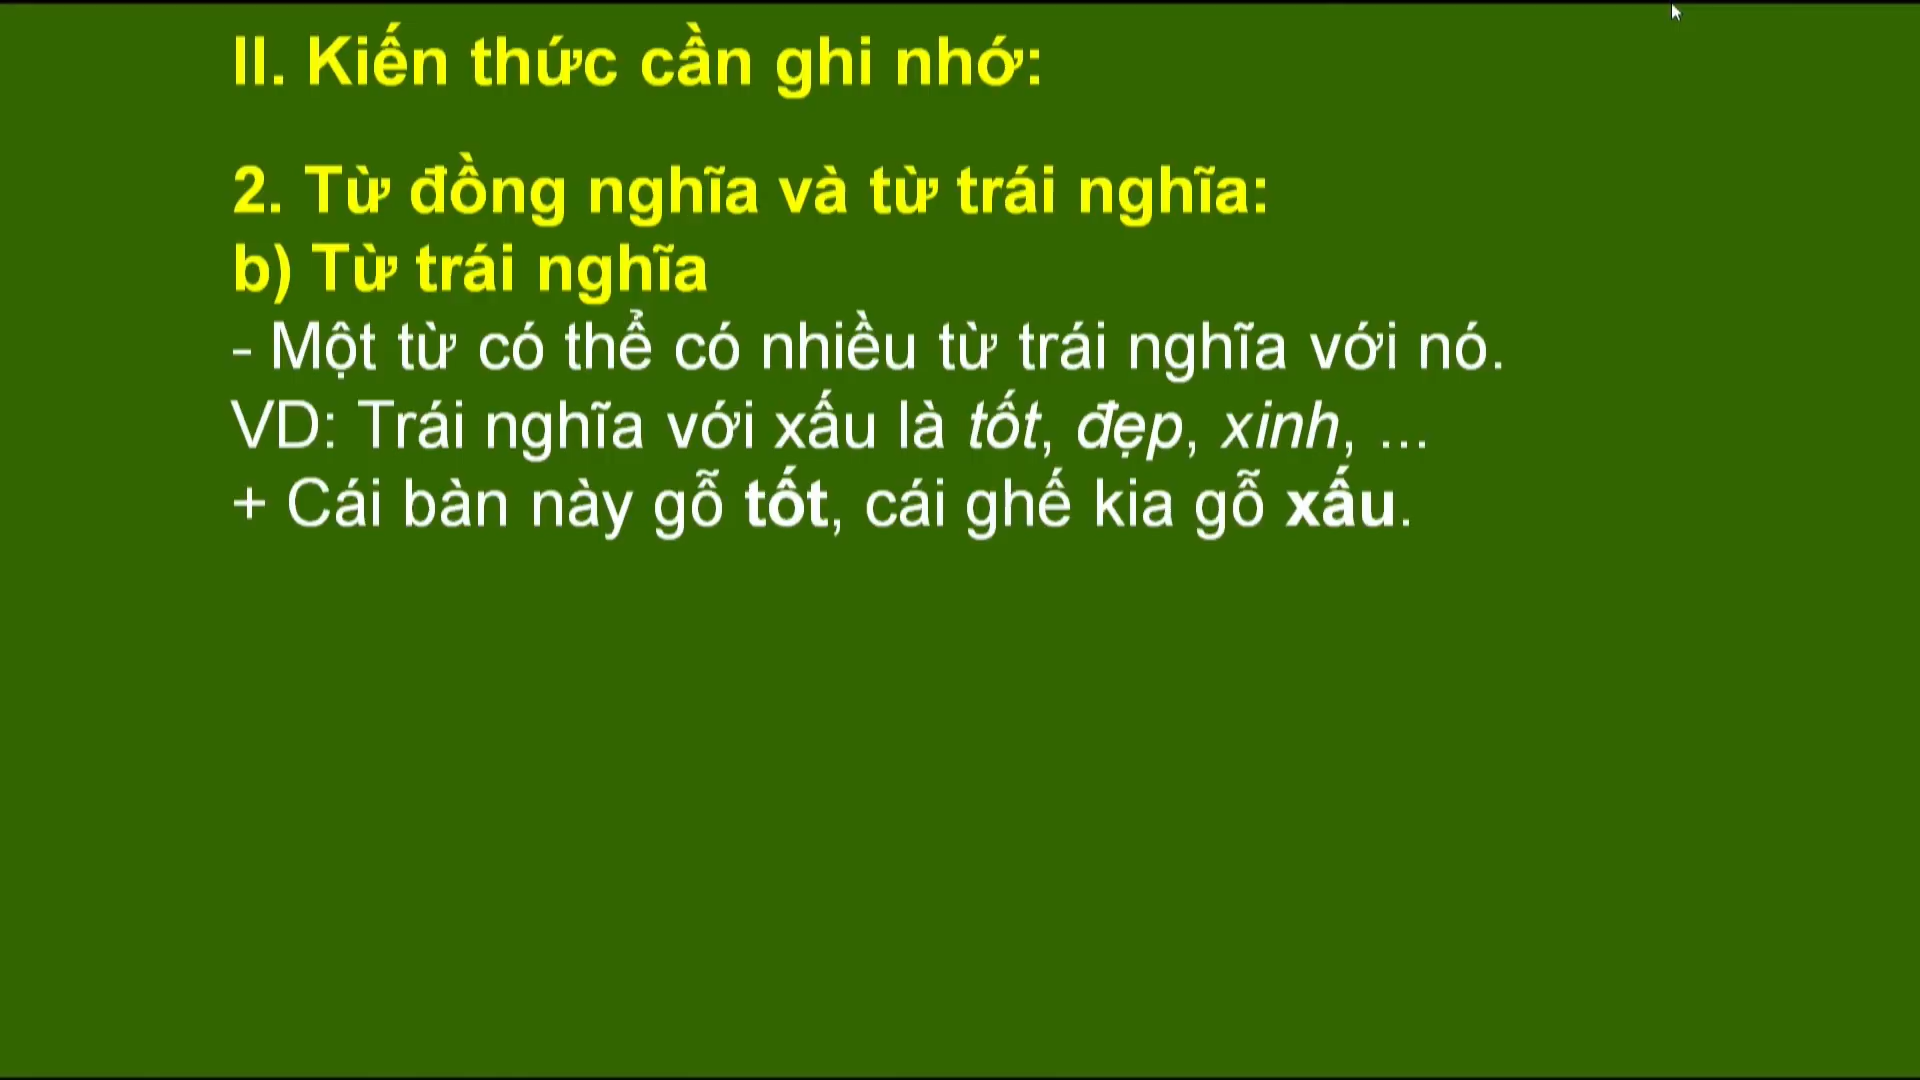 II. Kiến thức cần ghi nhớ:
2. Từ đồng nghĩa và từ trái nghĩa:
b) Từ trái nghĩa
- Một từ có thể có nhiều từ trái nghĩa với nó.
VD: Trái nghĩa với xấu là tốt, đẹp, xinh, ...
+ Cái bàn này gỗ tốt, cái ghế kia gỗ xấu.